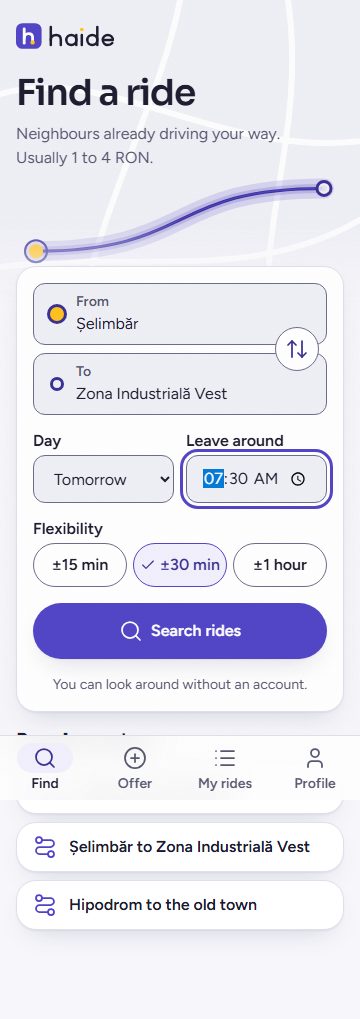 haide
Find a ride
Neighbours already driving your way.
Usually 1 to 4 RON.
From
Șelimbăr
To
Zona Industrială Vest
Day
Leave around
Tomorrow
07:30 AM
Flexibility
±15 min
±30 min
±1 hour
Search rides
You can look around without an account.
Find
Offer
My rides
Profile
Șelimbăr to Zona Industrială Vest
Hipodrom to the old town